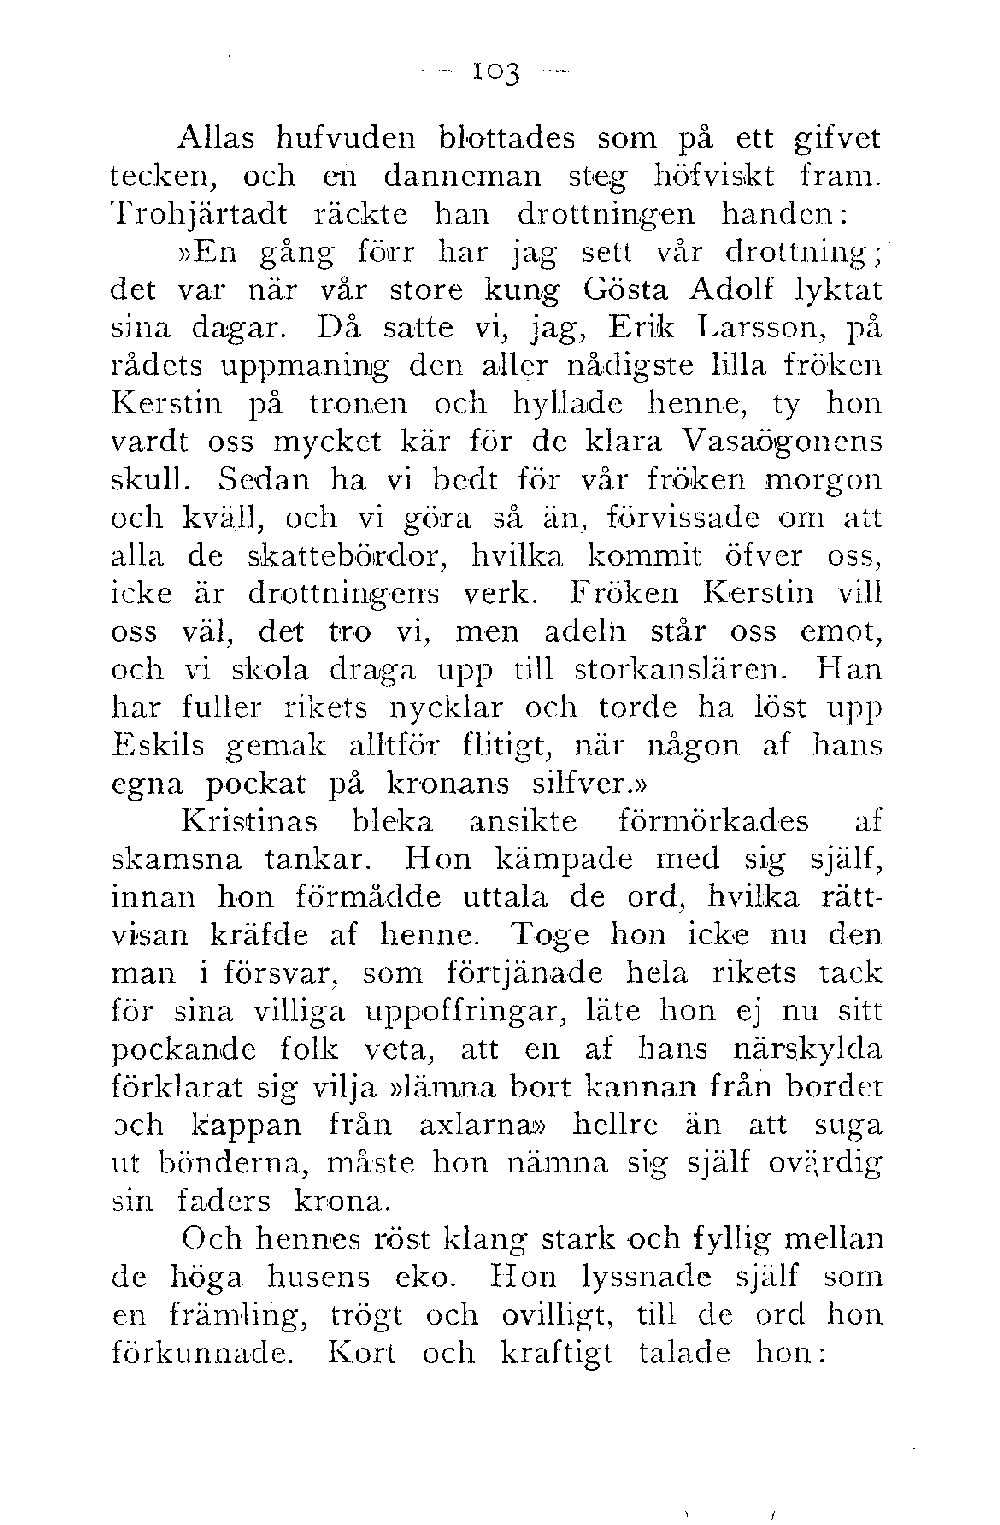 — 103 —
Allas hufvuden blottades som på ett gifvet
tecken, och en danneman steg höfviskt fram.
Trohjärtadt räckte han drottningen handen:
»En gång förr har jag sett vår drottning;
det var när vår store kung Gösta Adolf lyktat
sina dagar. Då satte vi, jag, Erik Larsson, på
rådets uppmaning den aller nådigste lilla fröken
Kerstin på tronen och hyllade henne, ty hon
vardt oss mycket kär för de klara Vasaögonens
skull. Sedan ha vi bedt för vår fröken morgon
och kväll, och vi göra så än, förvissade om att
alla de skattebördor, hvilka kommit öfver oss,
icke är drottningens verk. Fröken Kerstin vill
oss väl, det tro vi, men adeln står oss emot,
och vi skola draga upp till storkanslären. Han
har fuller rikets nycklar och torde ha löst upp
Eskils gemak alltför flitigt, när någon af hans
egna pockat på kronans silfver.»
Kristinas bleka ansikte förmörkades af
skamsna tankar. Hon kämpade med sig själf,
innan hon förmådde uttala de ord, hvilka rätt-
visan kräfde af henne. Toge hon icke nu den
man i försvar, som förtjänade hela rikets tack
för sina villiga uppoffringar, läte hon ej nu sitt
pockande folk veta, att en af hans närskylda
förklarat sig vilja »lämna bort kannan från bordet
och kappan från axlarna» hellre än att suga
ut bönderna, måste hon nämna sig själf ovärdig
sin faders krona.
Och hennes röst klang stark och fyllig mellan
de höga husens eko. Hon lyssnade själf som
en främling, trögt och ovilligt, till de ord hon
förkunnade. Kort och kraftigt talade hon: